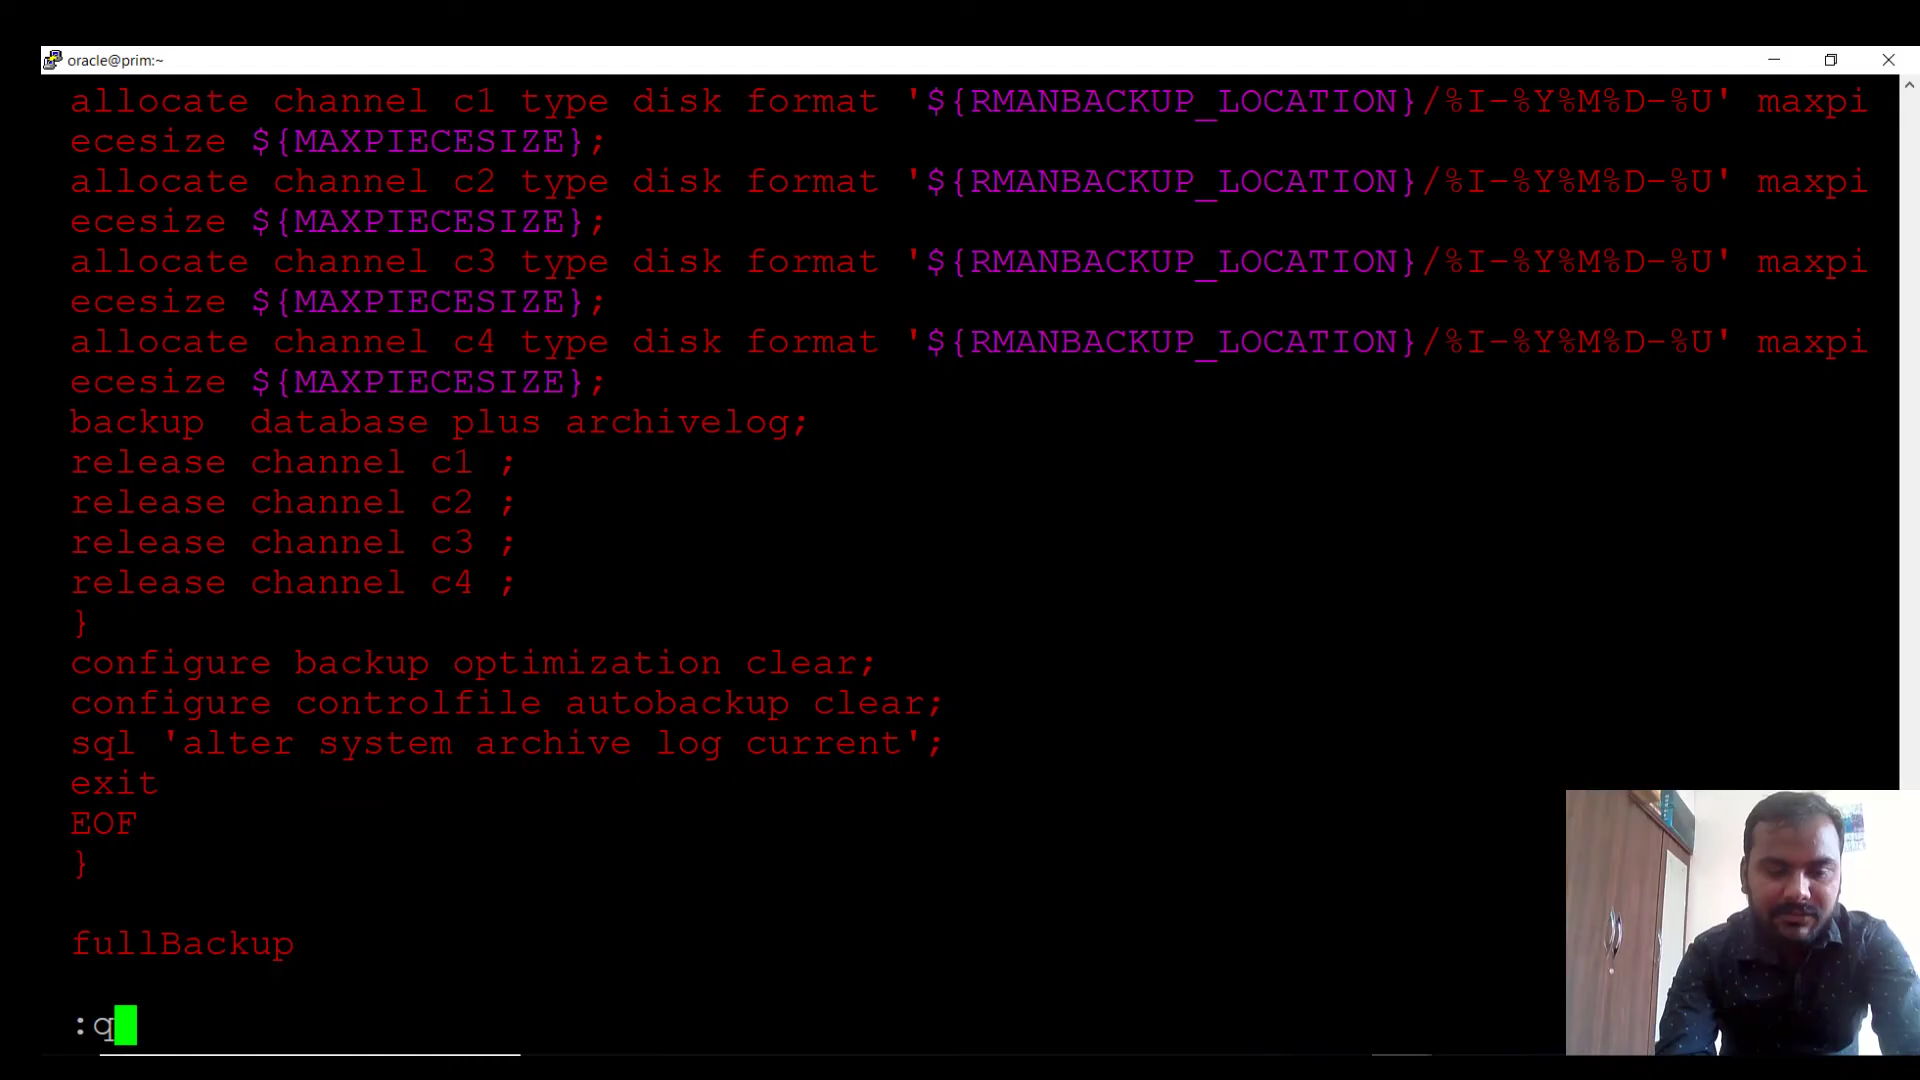 oracle@prim:~
allocate channel c1 type disk format '${RMANBACKUP_LOCATION}/%I-%Y%M%D-%U' maxpi
ecesize ${MAXPIECESIZE};
allocate channel c2 type disk format '${RMANBACKUP_LOCATION}/%I-%Y%M%D-%U' maxpi
ecesize ${MAXPIECESIZE};
allocate channel c3 type disk format '${RMANBACKUP_LOCATION}/%I-%Y%M%D-%U' maxpi
ecesize ${MAXPIECESIZE};
allocate channel c4 type disk format '${RMANBACKUP_LOCATION}/%I-%Y%M%D-%U' maxpi
ecesize ${MAXPIECESIZE};
backup  database plus archivelog;
release channel c1 ;
release channel c2 ;
release channel c3 ;
release channel c4 ;
}
configure backup optimization clear;
configure controlfile autobackup clear;
sql 'alter system archive log current';
exit
EOF
}
fullBackup
:q